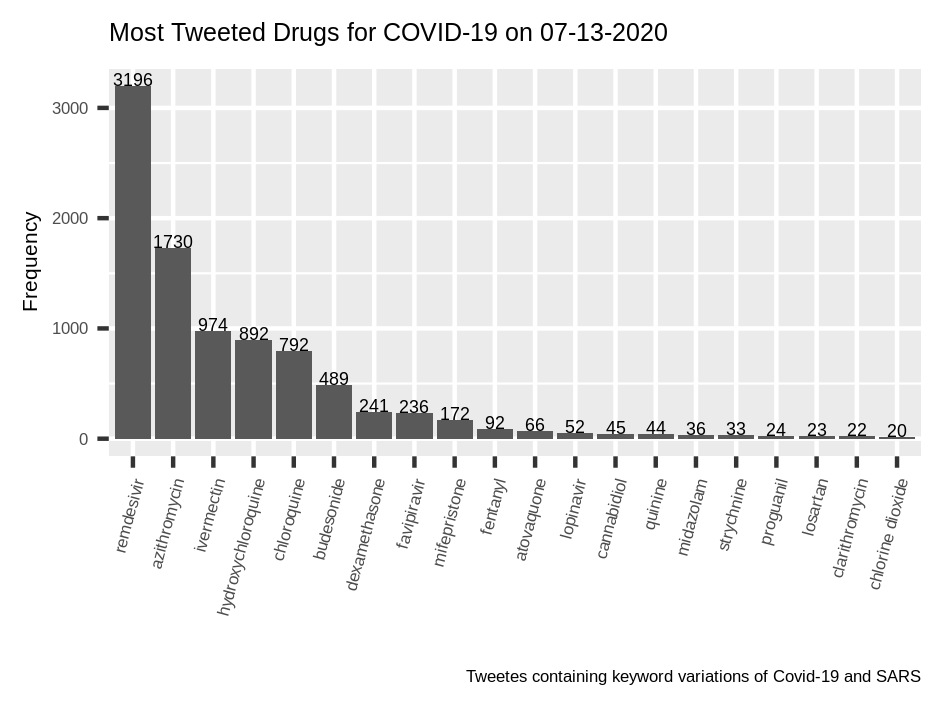 Most Tweeted Drugs for COVID-19 on 07-13-2020
Frequency
3000
2000
1000
0
3196
1730
974
892
792
489
241
236
172
92
66
52
45
44
36
33
24
23
22
20
remdesivir
azithromycin
ivermectin
hydroxychloroquine
chloroquine
budesonide
dexamethasone
favipiravir
mifepristone
fentanyl
atovaquone
lopinavir
cannabidiol
quinine
midazolam
strychnine
proguanil
losartan
clarithromycin
chlorine dioxide
Tweetes containing keyword variations of Covid-19 and SARS